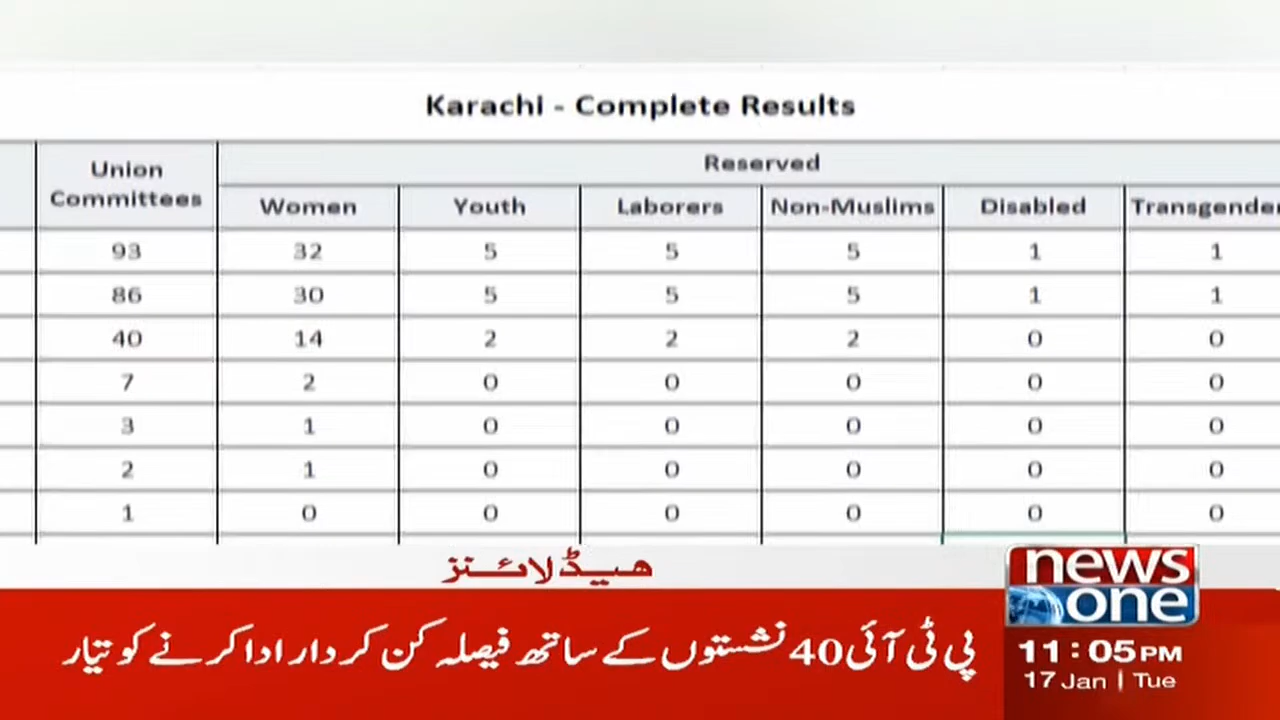 Karachi - Complete Results
Union Committees Reserved
Women Youth Laborers Non-Muslims Disabled Transgender
93 32 5 5 5 1 1
86 30 5 5 5 1 1
40 14 2 2 2 0 0
7 2 0 0 0 0 0
3 1 0 0 0 0 0
2 1 0 0 0 0 0
1 0 0 0 0 0 0
ہیڈلائنز
پی ٹی آئی 40 نشستوں کے ساتھ فیصلہ کن کردار ادا کرنے کو تیار
news
one
11:05 PM
17 Jan | Tue